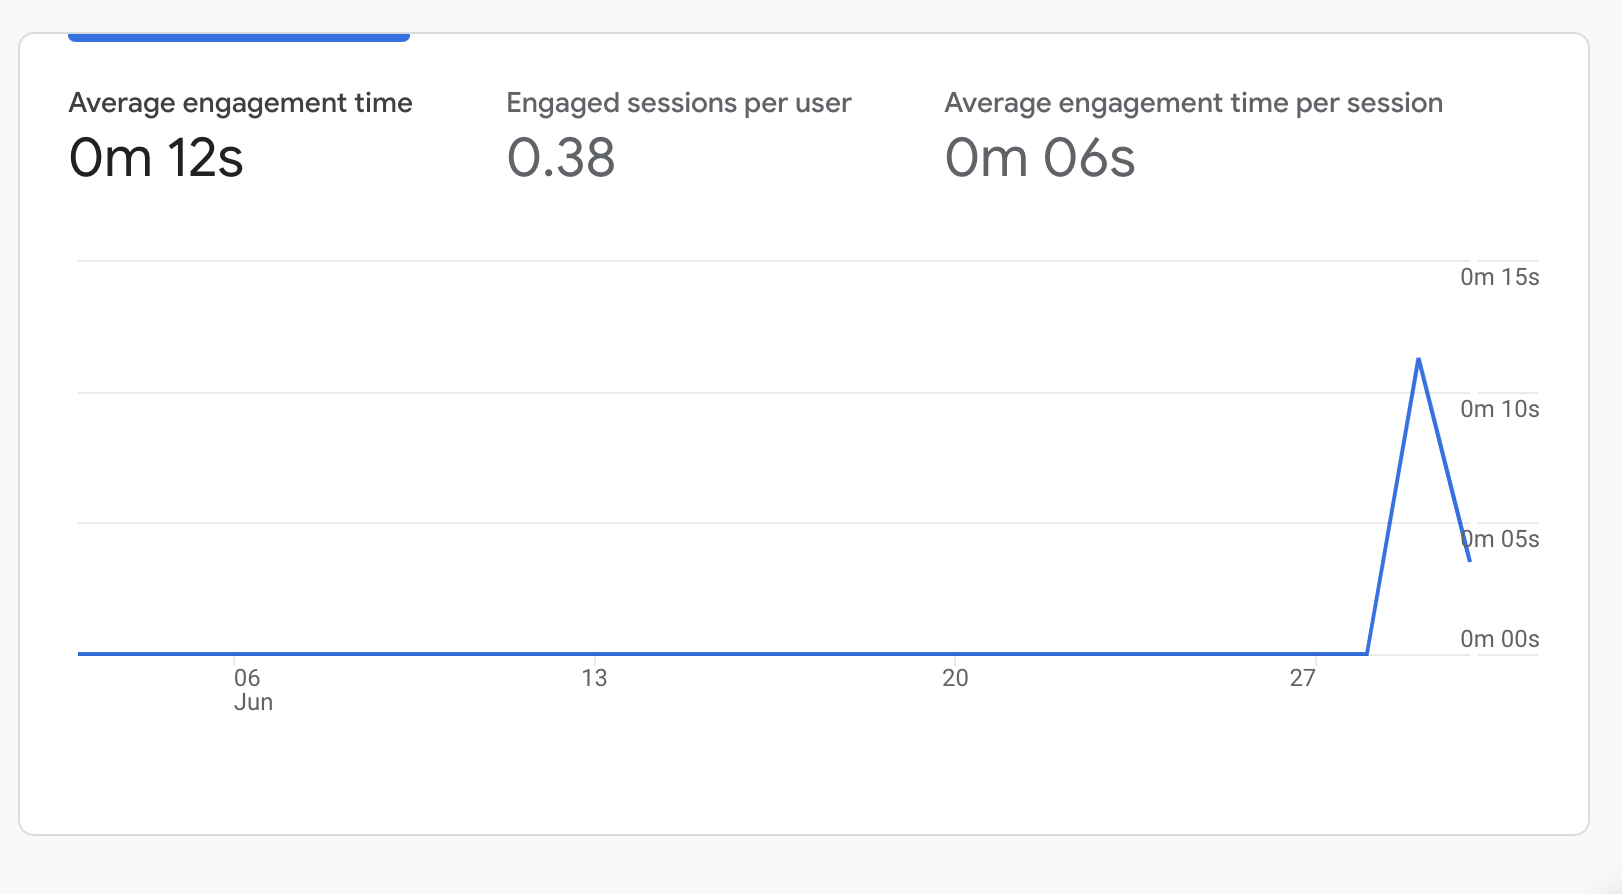 Average engagement time
0m 12s
Engaged sessions per user
0.38
Average engagement time per session
0m 06s
0m 15s
0m 10s
0m 05s
0m 00s
06
Jun
13
20
27